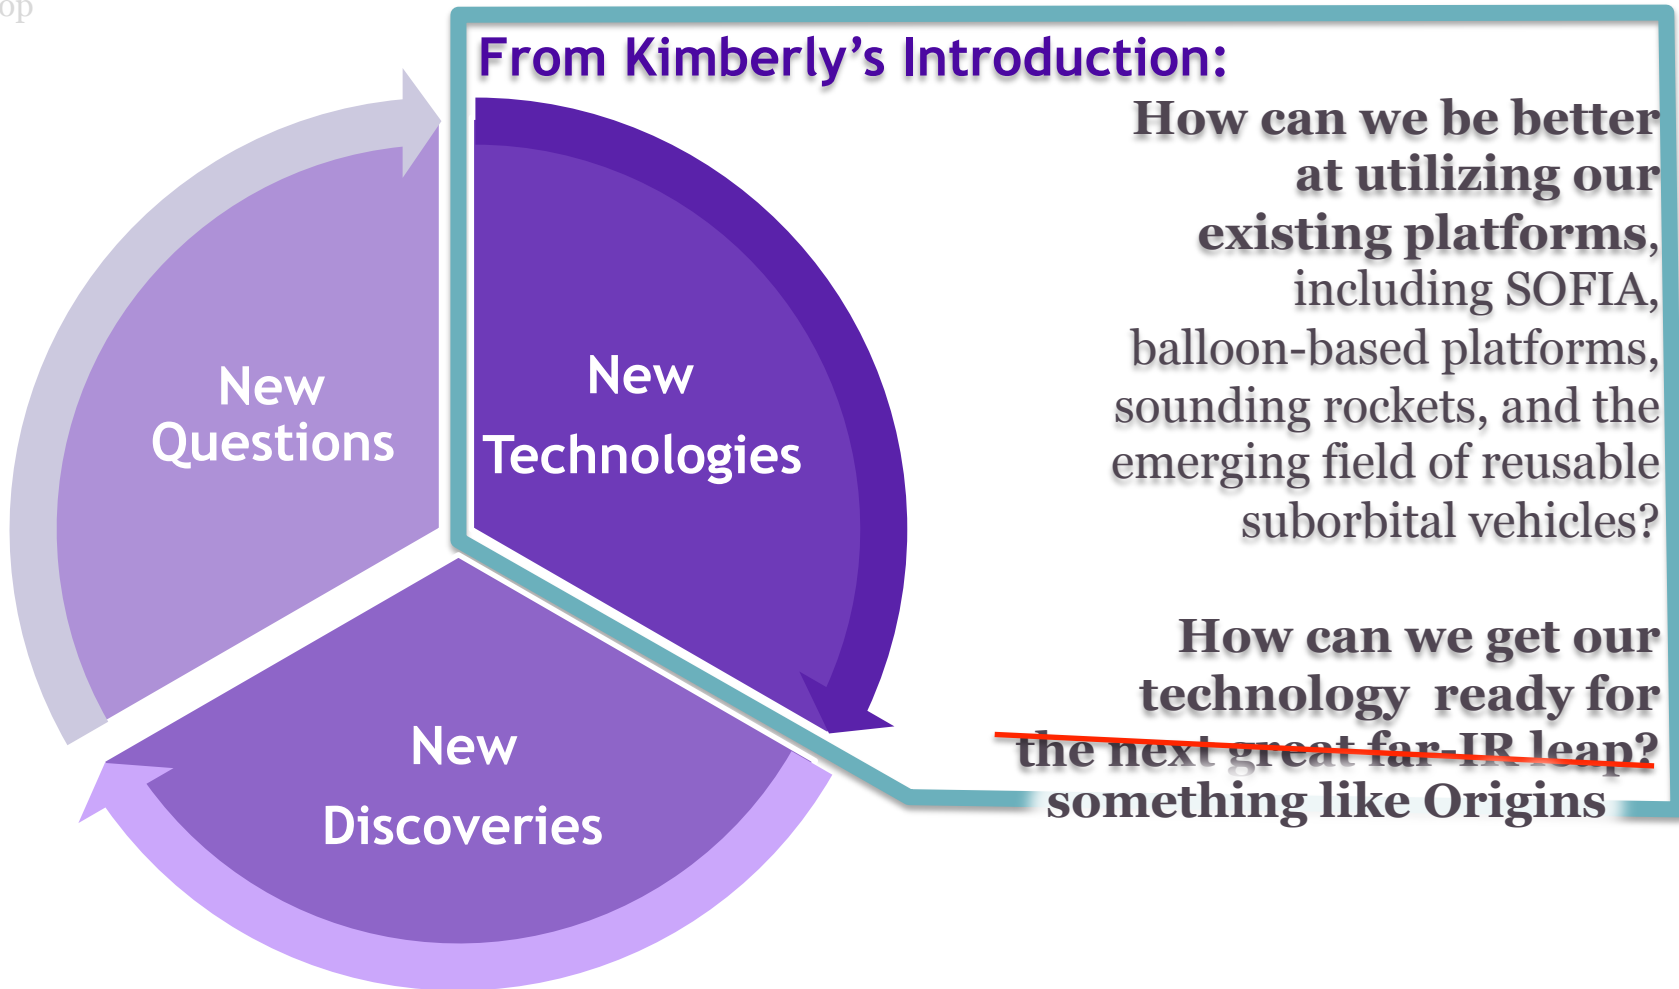 op
From Kimberly’s Introduction:
How can we be better
at utilizing our
existing platforms,
including SOFIA,
balloon-based platforms,
sounding rockets, and the
emerging field of reusable
suborbital vehicles?
How can we get our
technology ready for
the next great far-IR leap?
something like Origins
New
Questions
New
Technologies
New
Discoveries